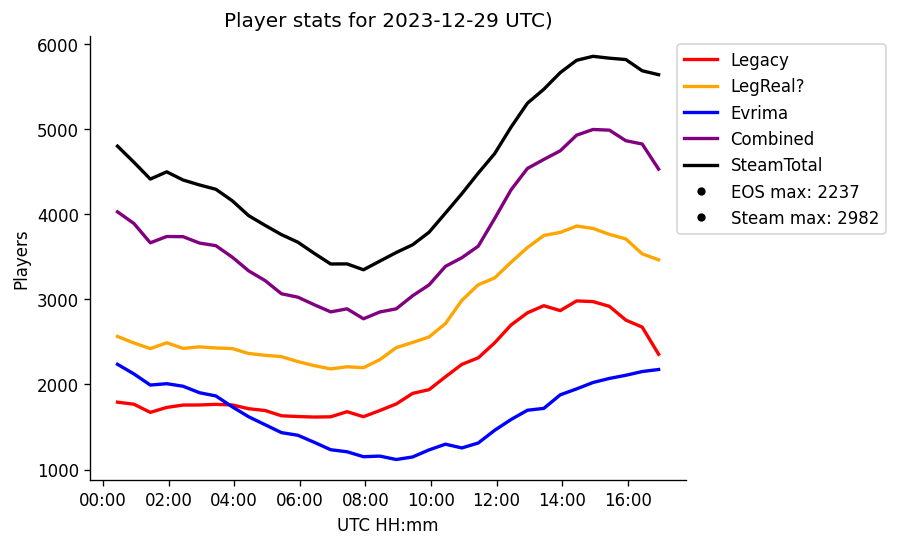 Player stats for 2023-12-29 UTC)
6000
5000
4000
3000
2000
1000
Players
00:00 02:00 04:00 06:00 08:00 10:00 12:00 14:00 16:00
UTC HH:mm
Legacy
LegReal?
Evrima
Combined
SteamTotal
EOS max: 2237
Steam max: 2982